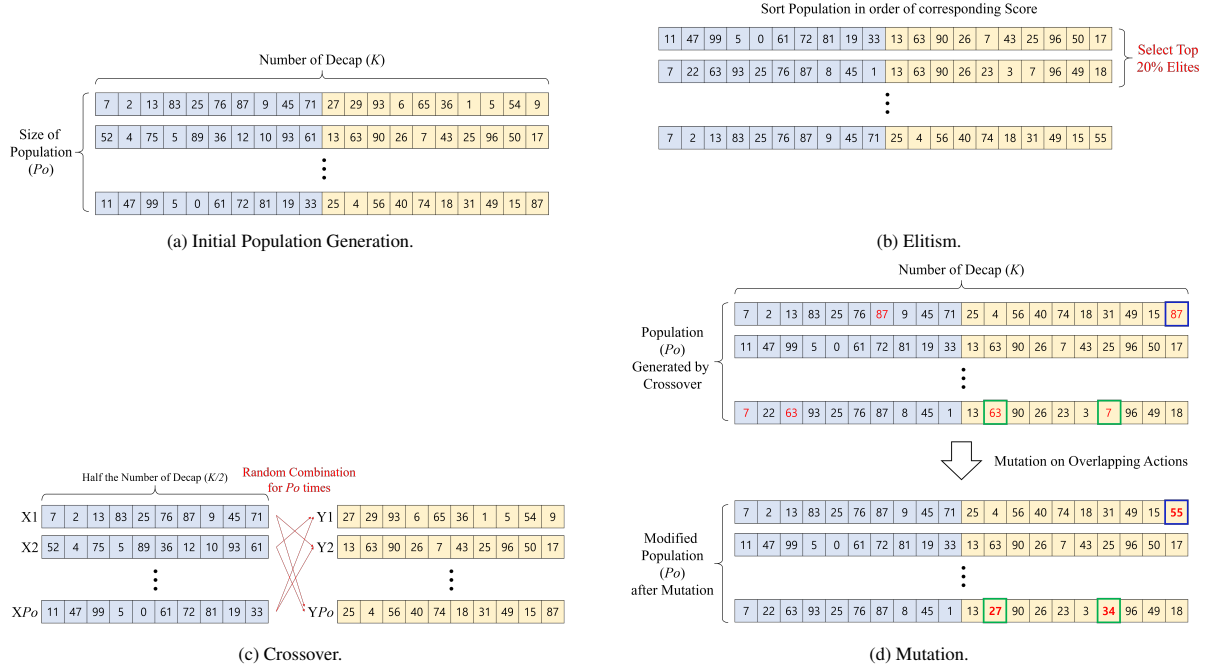 Number of Decap (K)
7 2 13 83 25 76 87 9 45 71 27 29 93 6 65 36 1 5 54 9
Size of
Population
(Po)
52 4 75 5 89 36 12 10 93 61 13 63 90 26 7 43 25 96 50 17
11 47 99 5 0 61 72 81 19 33 25 4 56 40 74 18 31 49 15 87
(a) Initial Population Generation.
Sort Population in order of corresponding Score
11 47 99 5 0 61 72 81 19 33 13 63 90 26 7 43 25 96 50 17
Select Top
20% Elites
7 22 63 93 25 76 87 8 45 1 13 63 90 26 23 3 7 96 49 18
7 2 13 83 25 76 87 9 45 71 25 4 56 40 74 18 31 49 15 55
(b) Elitism.
Half the Number of Decap (K/2)
Random Combination
for Po times
X1 7 2 13 83 25 76 87 9 45 71 Y1 27 29 93 6 65 36 1 5 54 9
X2 52 4 75 5 89 36 12 10 93 61 Y2 13 63 90 26 7 43 25 96 50 17
XPo 11 47 99 5 0 61 72 81 19 33 YPo 25 4 56 40 74 18 31 49 15 87
(c) Crossover.
Number of Decap (K)
7 2 13 83 25 76 87 9 45 71 25 4 56 40 74 18 31 49 15 87
Population
(Po)
Generated by
Crossover
11 47 99 5 0 61 72 81 19 33 13 63 90 26 7 43 25 96 50 17
7 22 63 93 25 76 87 8 45 1 13 63 90 26 23 3 7 96 49 18
Mutation on Overlapping Actions
7 2 13 83 25 76 87 9 45 71 25 4 56 40 74 18 31 49 15 55
Modified
Population
(Po)
after Mutation
11 47 99 5 0 61 72 81 19 33 13 63 90 26 7 43 25 96 50 17
7 22 63 93 25 76 87 8 45 1 13 27 90 26 23 3 34 96 49 18
(d) Mutation.